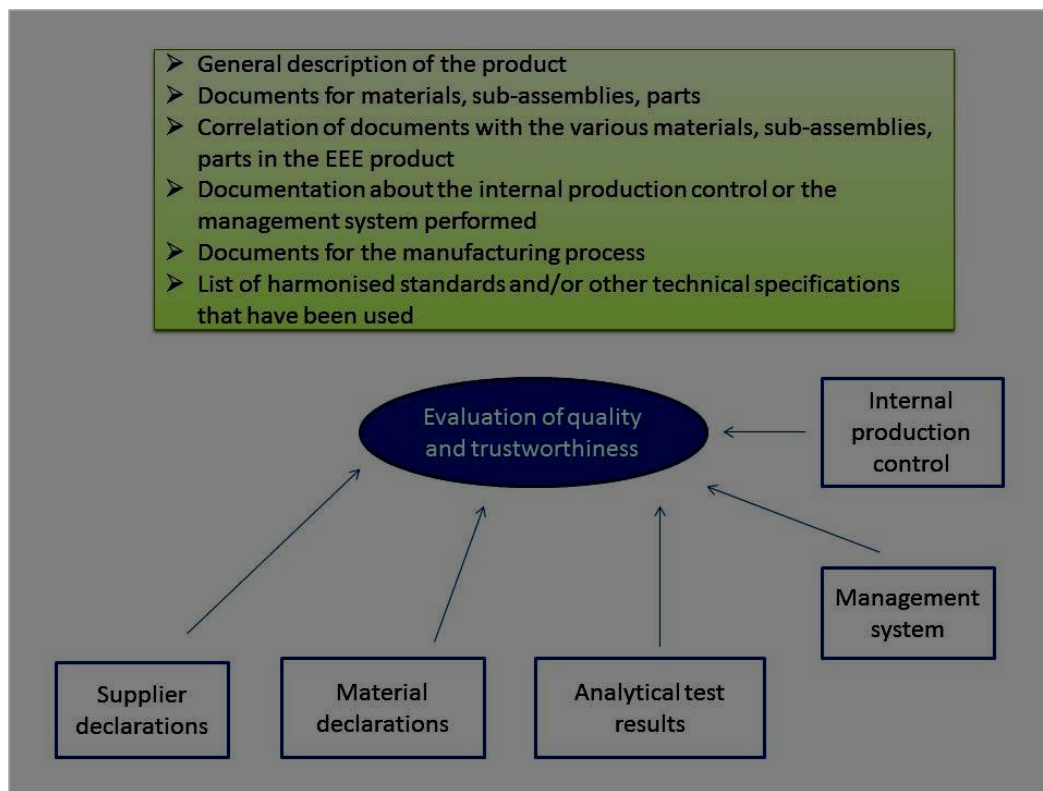 ➢ General description of the product
➢ Documents for materials, sub-assemblies, parts
➢ Correlation of documents with the various materials, sub-assemblies,
parts in the EEE product
➢ Documentation about the internal production control or the
management system performed
➢ Documents for the manufacturing process
➢ List of harmonised standards and/or other technical specifications
that have been used
Evaluation of quality
and trustworthiness
Internal
production
control
Management
system
Supplier
declarations
Material
declarations
Analytical test
results